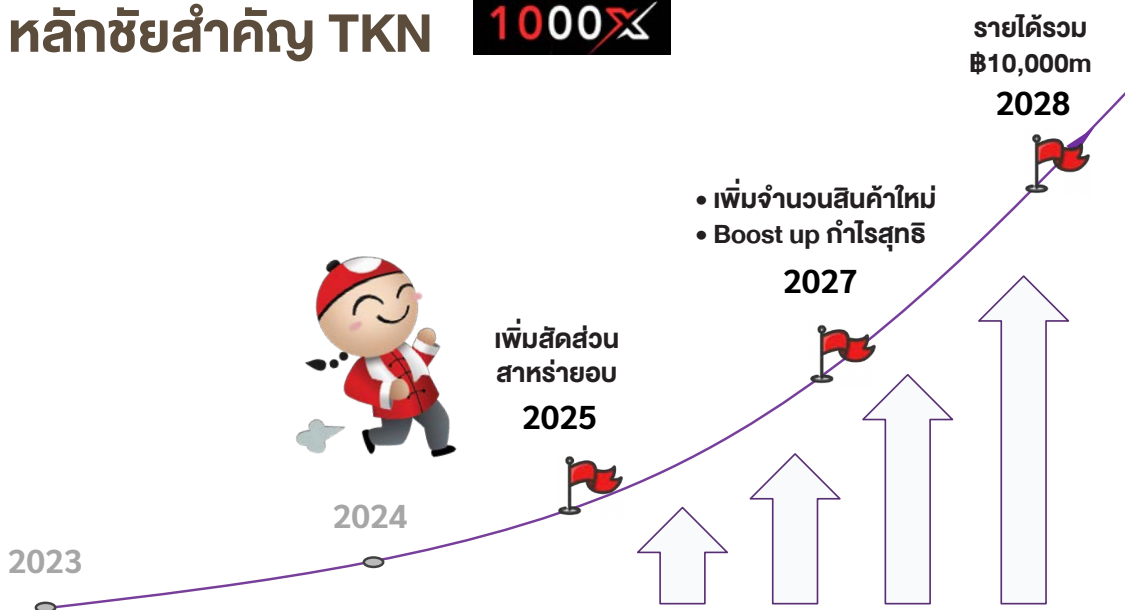 หลักชัยสำคัญ TKN
1000X
รายได้รวม
฿10,000m
2028
• เพิ่มจำนวนสินค้าใหม่
• Boost up กำไรสุทธิ
2027
เพิ่มสัดส่วน
สาหร่ายอบ
2025
2024
2023